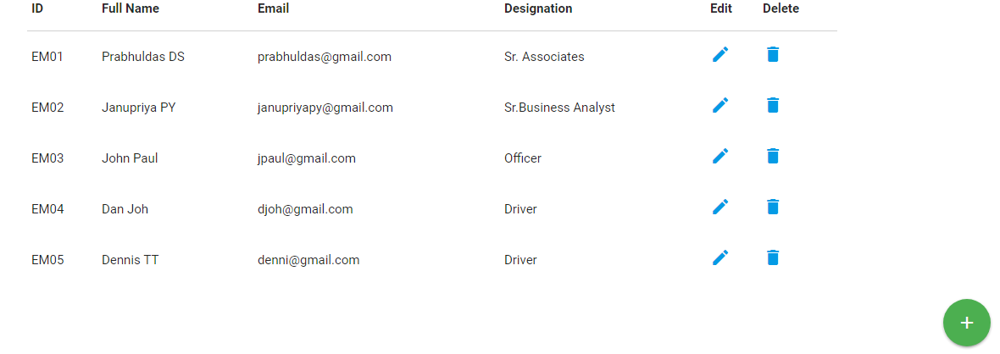 ID Full Name Email Designation Edit Delete
EM01 Prabhuldas DS prabhuldas@gmail.com Sr. Associates
EM02 Janupriya PY janupriyapy@gmail.com Sr.Business Analyst
EM03 John Paul jpaul@gmail.com Officer
EM04 Dan Joh djoh@gmail.com Driver
EM05 Dennis TT denni@gmail.com Driver
+